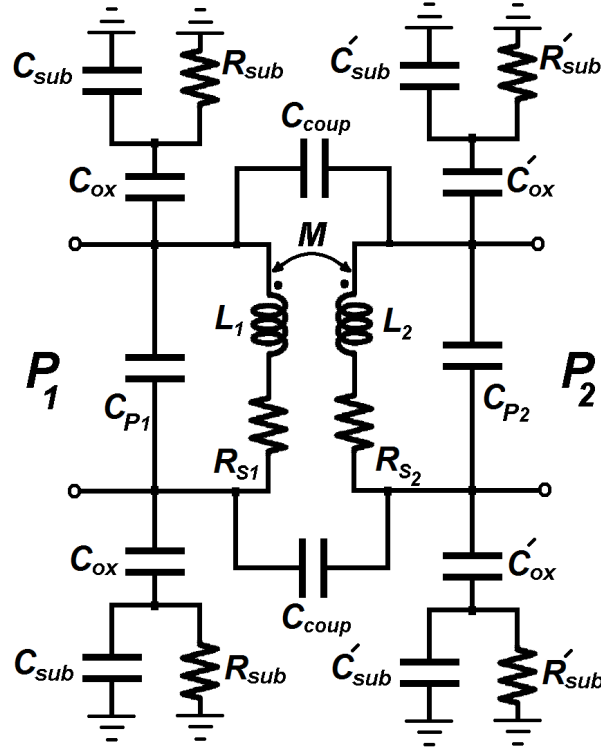 Csub Rsub C´sub R´sub
Ccoup
Cox C´ox
M
L1 L2
P1 P2
CP1 CP2
RS1 RS2
Cox C´ox
Ccoup
Csub Rsub C´sub R´sub